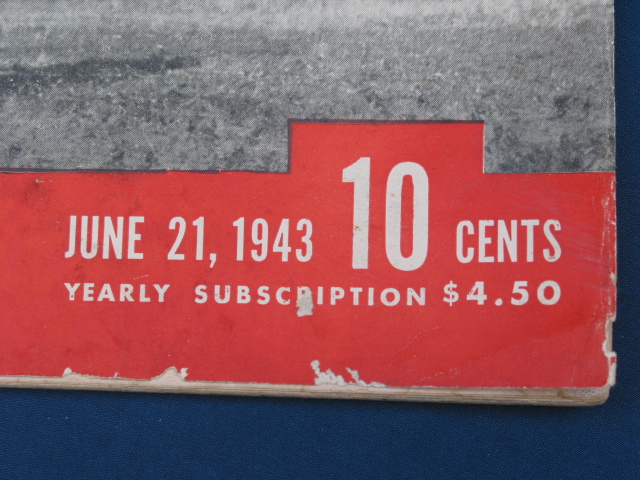 JUNE 21, 1943 10 CENTS
YEARLY SUBSCRIPTION $4.50